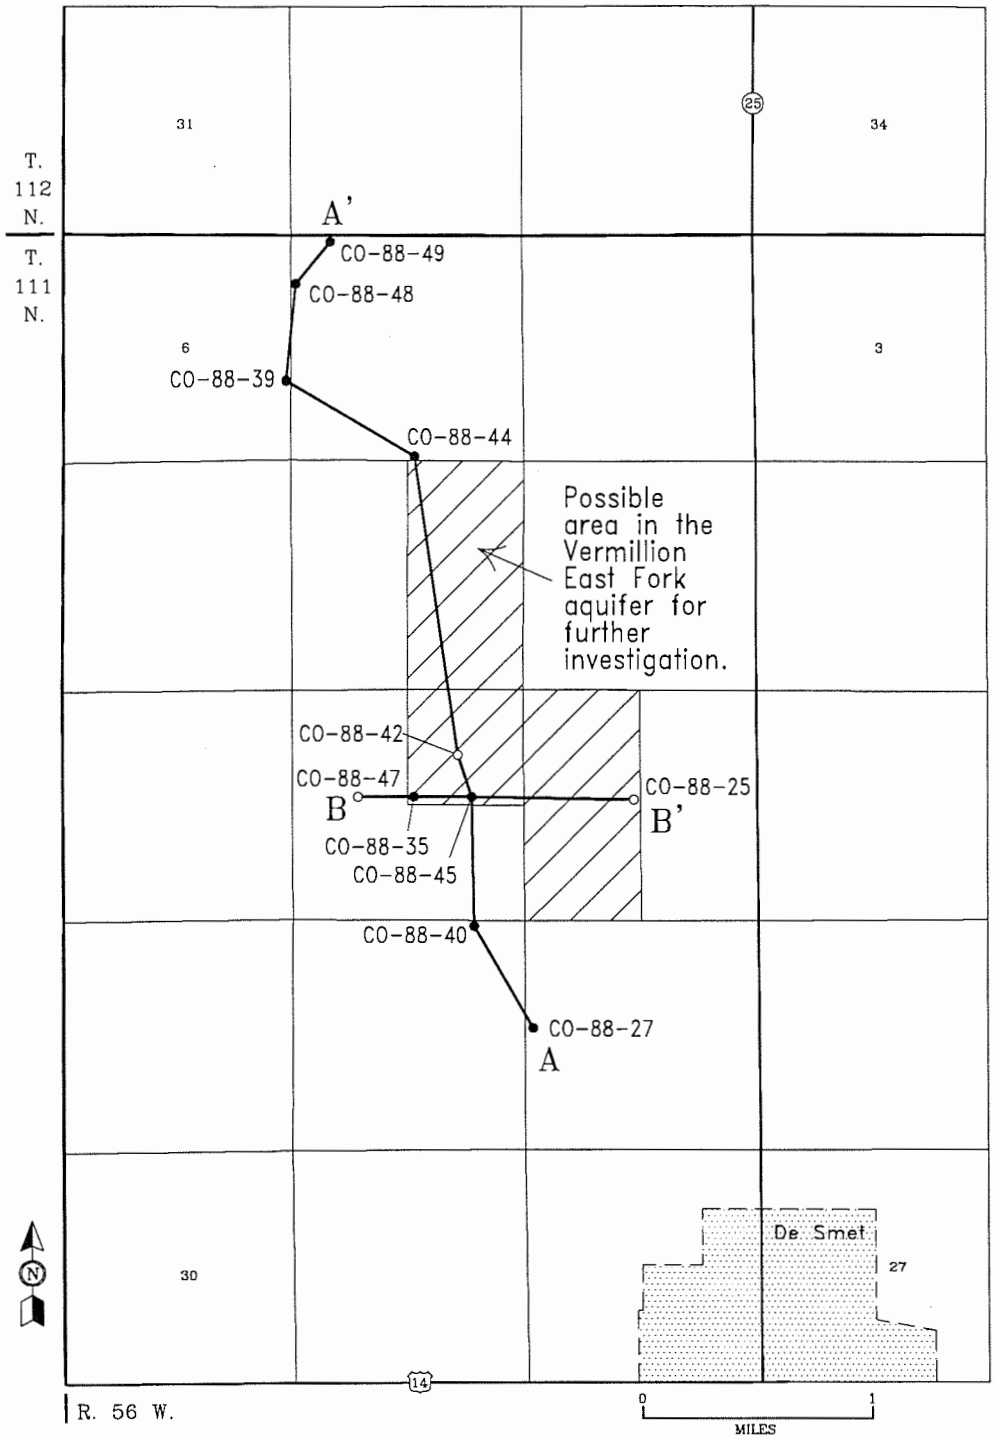 25
31
34
T.
112
N.
A'
T.
111
N.
CO-88-49
CO-88-48
6
3
CO-88-39
CO-88-44
Possible
area in the
Vermillion
East Fork
aquifer for
further
investigation.
CO-88-42
CO-88-47
CO-88-25
B
B'
CO-88-35
CO-88-45
CO-88-40
CO-88-27
A
De Smet
N
30
27
14
R. 56 W.
0 1
MILES